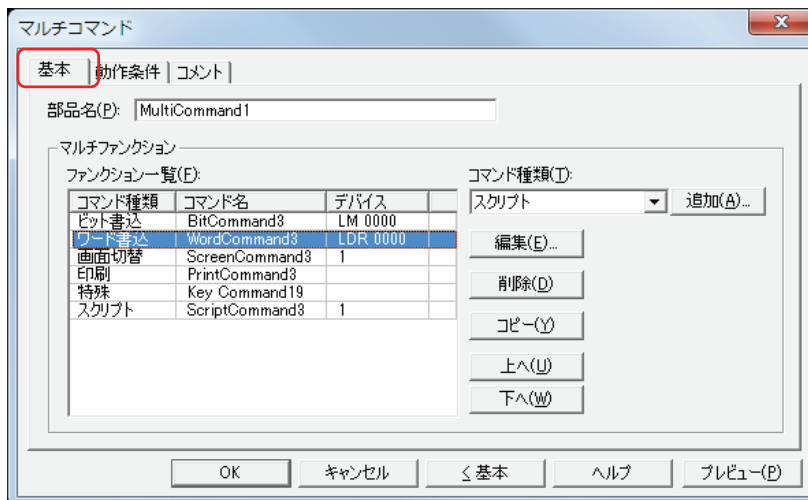 マルチコマンド
基本 動作条件 コメント
部品名(P): MultiCommand1
マルチファンクション
ファンクション一覧(F):
コマンド種類 コマンド名 デバイス
ビット書込 BitCommand3 LM 0000
ワード書込 WordCommand3 LDR 0000
画面切替 ScreenCommand3 1
印刷 PrintCommand3
特殊 Key Command19
スクリプト ScriptCommand3 1
コマンド種類(T):
スクリプト 追加(A)...
編集(E)...
削除(D)
コピー(Y)
上へ(U)
下へ(W)
OK キャンセル < 基本 ヘルプ プレビュー(P)